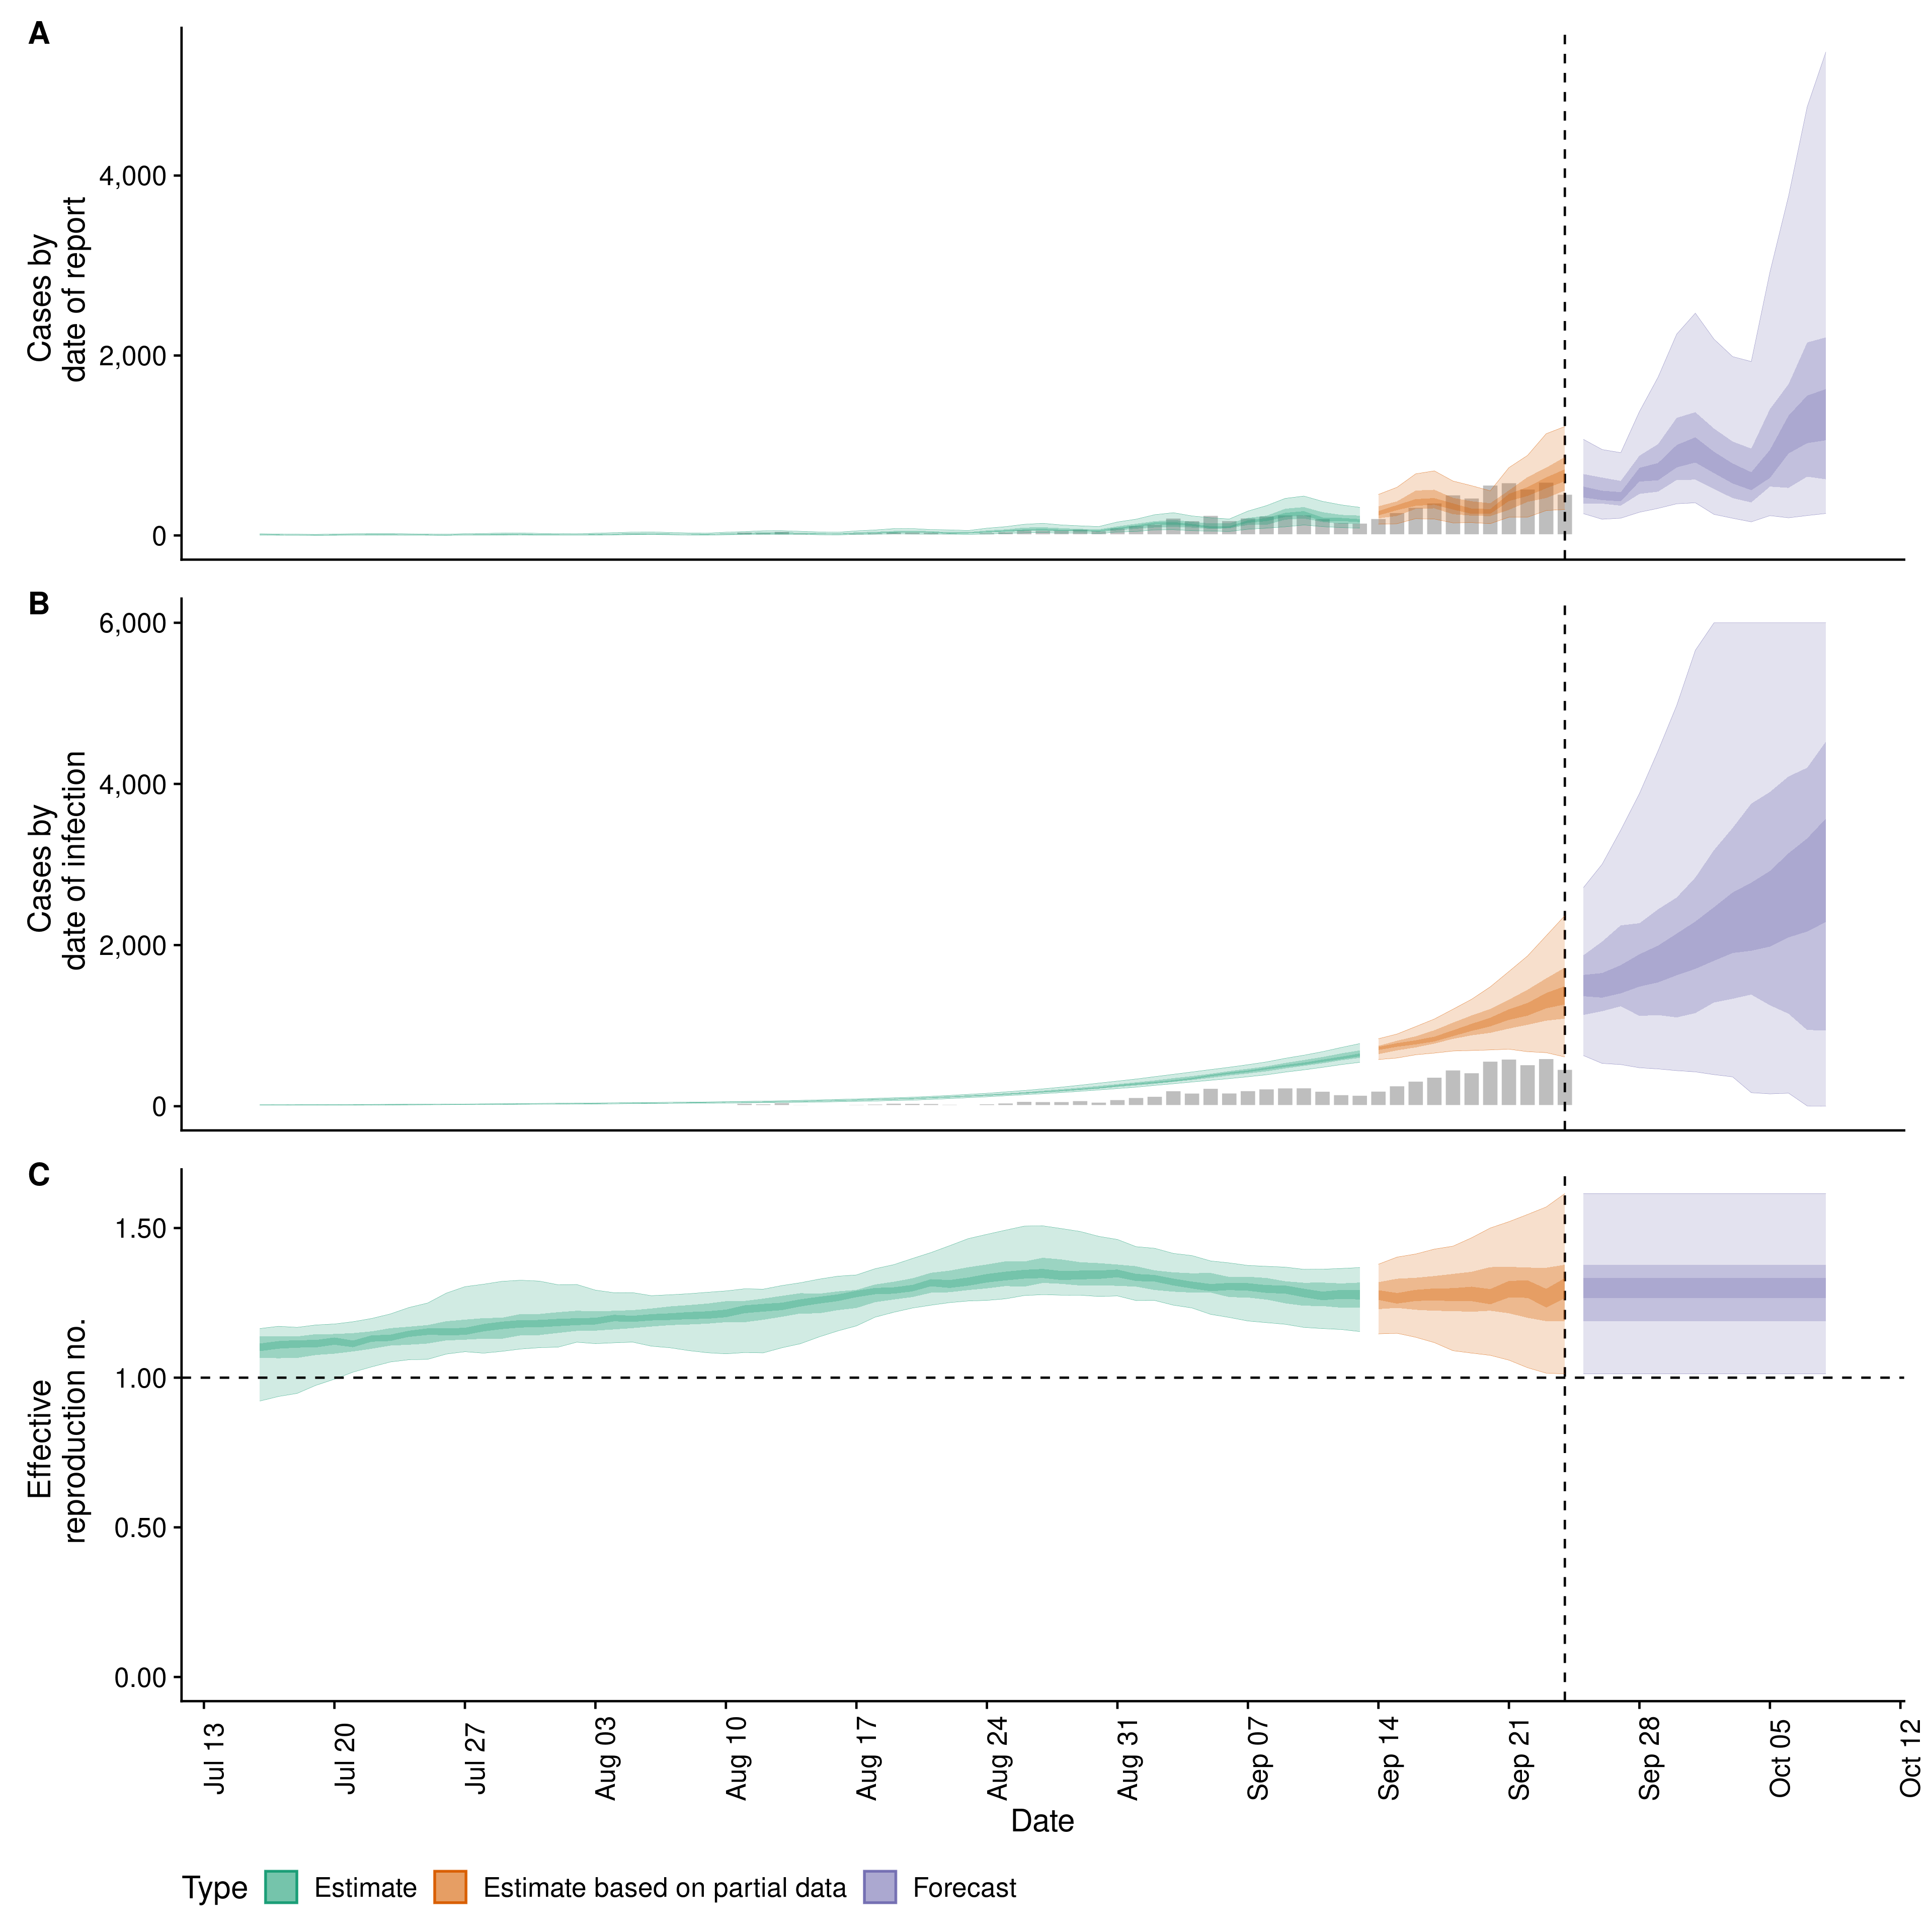 A
Cases by
date of report
4,000
2,000
0
B
Cases by
date of infection
6,000
4,000
2,000
0
C
Effective
reproduction no.
1.50
1.00
0.50
0.00
Jul 13
Jul 20
Jul 27
Aug 03
Aug 10
Aug 17
Aug 24
Aug 31
Sep 07
Sep 14
Sep 21
Sep 28
Oct 05
Oct 12
Date
Type
Estimate
Estimate based on partial data
Forecast